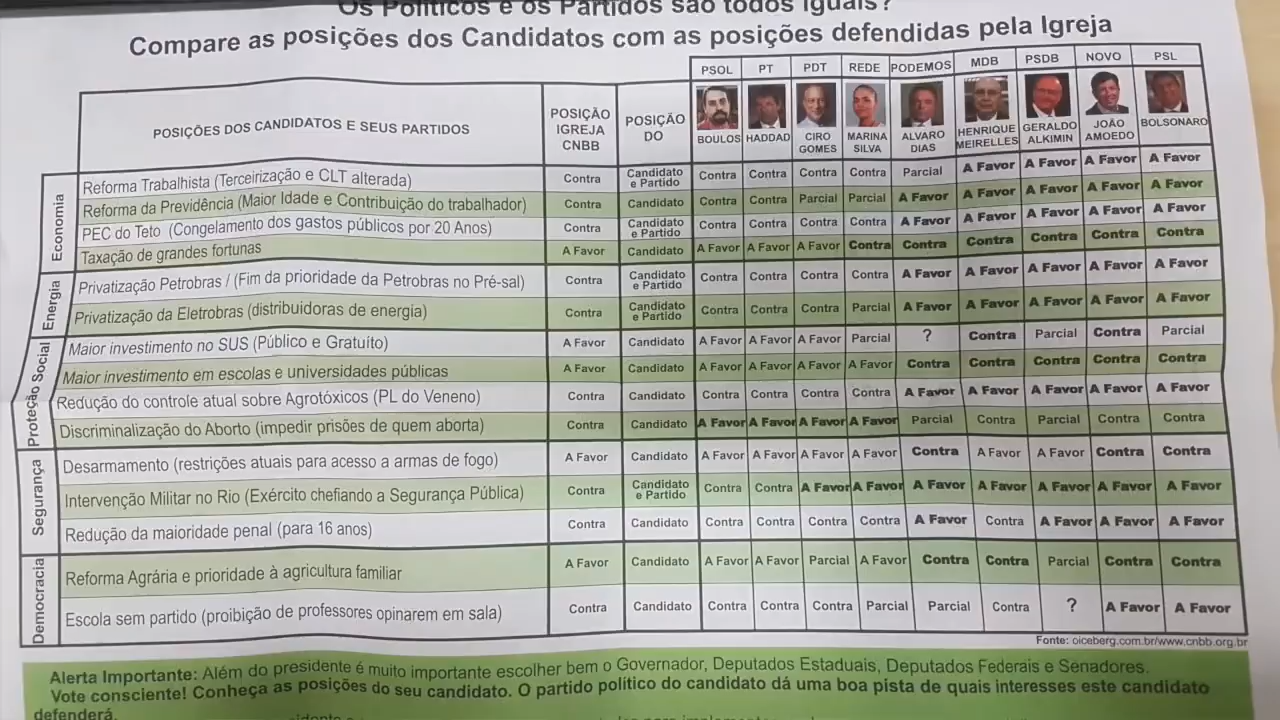 Os Políticos e os Partidos são todos iguais?
Compare as posições dos Candidatos com as posições defendidas pela Igreja
PSOL PT PDT REDE PODEMOS MDB PSDB NOVO PSL
POSIÇÕES DOS CANDIDATOS E SEUS PARTIDOS POSIÇÃO IGREJA CNBB POSIÇÃO DO BOULOS HADDAD CIRO GOMES MARINA SILVA ALVARO DIAS HENRIQUE MEIRELLES GERALDO ALKIMIN JOÃO AMOEDO BOLSONARO
Economia
Reforma Trabalhista (Terceirização e CLT alterada) Contra Candidato e Partido Contra Contra Contra Contra Parcial A Favor A Favor A Favor A Favor
Reforma da Previdência (Maior Idade e Contribuição do trabalhador) Contra Candidato Contra Contra Parcial Parcial A Favor A Favor A Favor A Favor A Favor
PEC do Teto (Congelamento dos gastos públicos por 20 Anos) Contra Candidato e Partido Contra Contra Contra Contra A Favor A Favor A Favor A Favor A Favor
Taxação de grandes fortunas A Favor Candidato A Favor A Favor A Favor Contra Contra Contra Contra Contra Contra
Energia
Privatização Petrobras / (Fim da prioridade da Petrobras no Pré-sal) Contra Candidato e Partido Contra Contra Contra Contra A Favor A Favor A Favor A Favor A Favor
Privatização da Eletrobras (distribuidoras de energia) Contra Candidato e Partido Contra Contra Contra Parcial A Favor A Favor A Favor A Favor A Favor
Proteção Social
Maior investimento no SUS (Público e Gratuíto) A Favor Candidato A Favor A Favor A Favor Parcial ? Contra Parcial Contra Parcial
Maior investimento em escolas e universidades públicas A Favor Candidato A Favor A Favor A Favor A Favor Contra Contra Contra Contra Contra
Redução do controle atual sobre Agrotóxicos (PL do Veneno) Contra Candidato Contra Contra Contra Contra A Favor A Favor A Favor A Favor A Favor
Discriminalização do Aborto (impedir prisões de quem aborta) Contra Candidato A Favor A Favor A Favor A Favor Parcial Contra Parcial Contra Contra
Segurança
Desarmamento (restrições atuais para acesso a armas de fogo) A Favor Candidato A Favor A Favor A Favor A Favor Contra A Favor A Favor Contra Contra
Intervenção Militar no Rio (Exército chefiando a Segurança Pública) Contra Candidato e Partido Contra Contra A Favor A Favor A Favor A Favor A Favor A Favor A Favor
Redução da maioridade penal (para 16 anos) Contra Candidato Contra Contra Contra Contra A Favor Contra A Favor A Favor A Favor
Democracia
Reforma Agrária e prioridade à agricultura familiar A Favor Candidato A Favor A Favor Parcial A Favor Contra Contra Parcial Contra Contra
Escola sem partido (proibição de professores opinarem em sala) Contra Candidato Contra Contra Contra Parcial Parcial Contra ? A Favor A Favor
Fonte: oiceberg.com.br/www.cnbb.org.br
Alerta Importante: Além do presidente é muito importante escolher bem o Governador, Deputados Estaduais, Deputados Federais e Senadores.
Vote consciente! Conheça as posições do seu candidato. O partido político do candidato dá uma boa pista de quais interesses este candidato
defenderá.